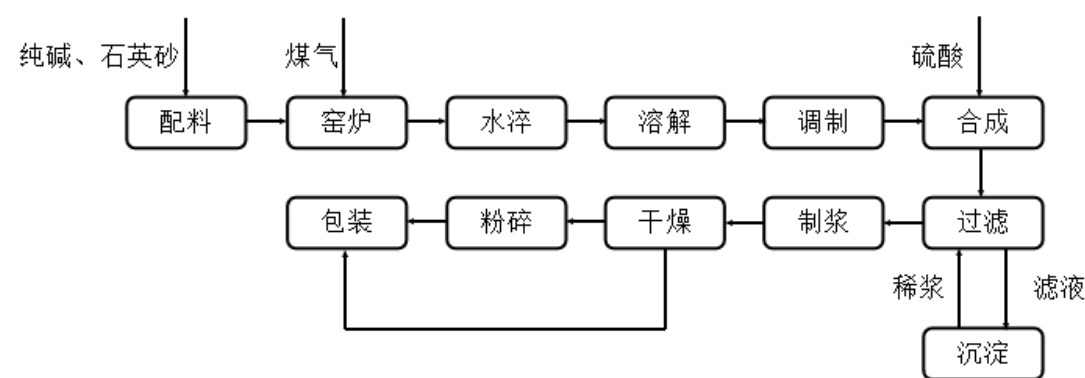 纯碱、石英砂
煤气
硫酸
配料
窑炉
水淬
溶解
调制
合成
包装
粉碎
干燥
制浆
过滤
稀浆
滤液
沉淀